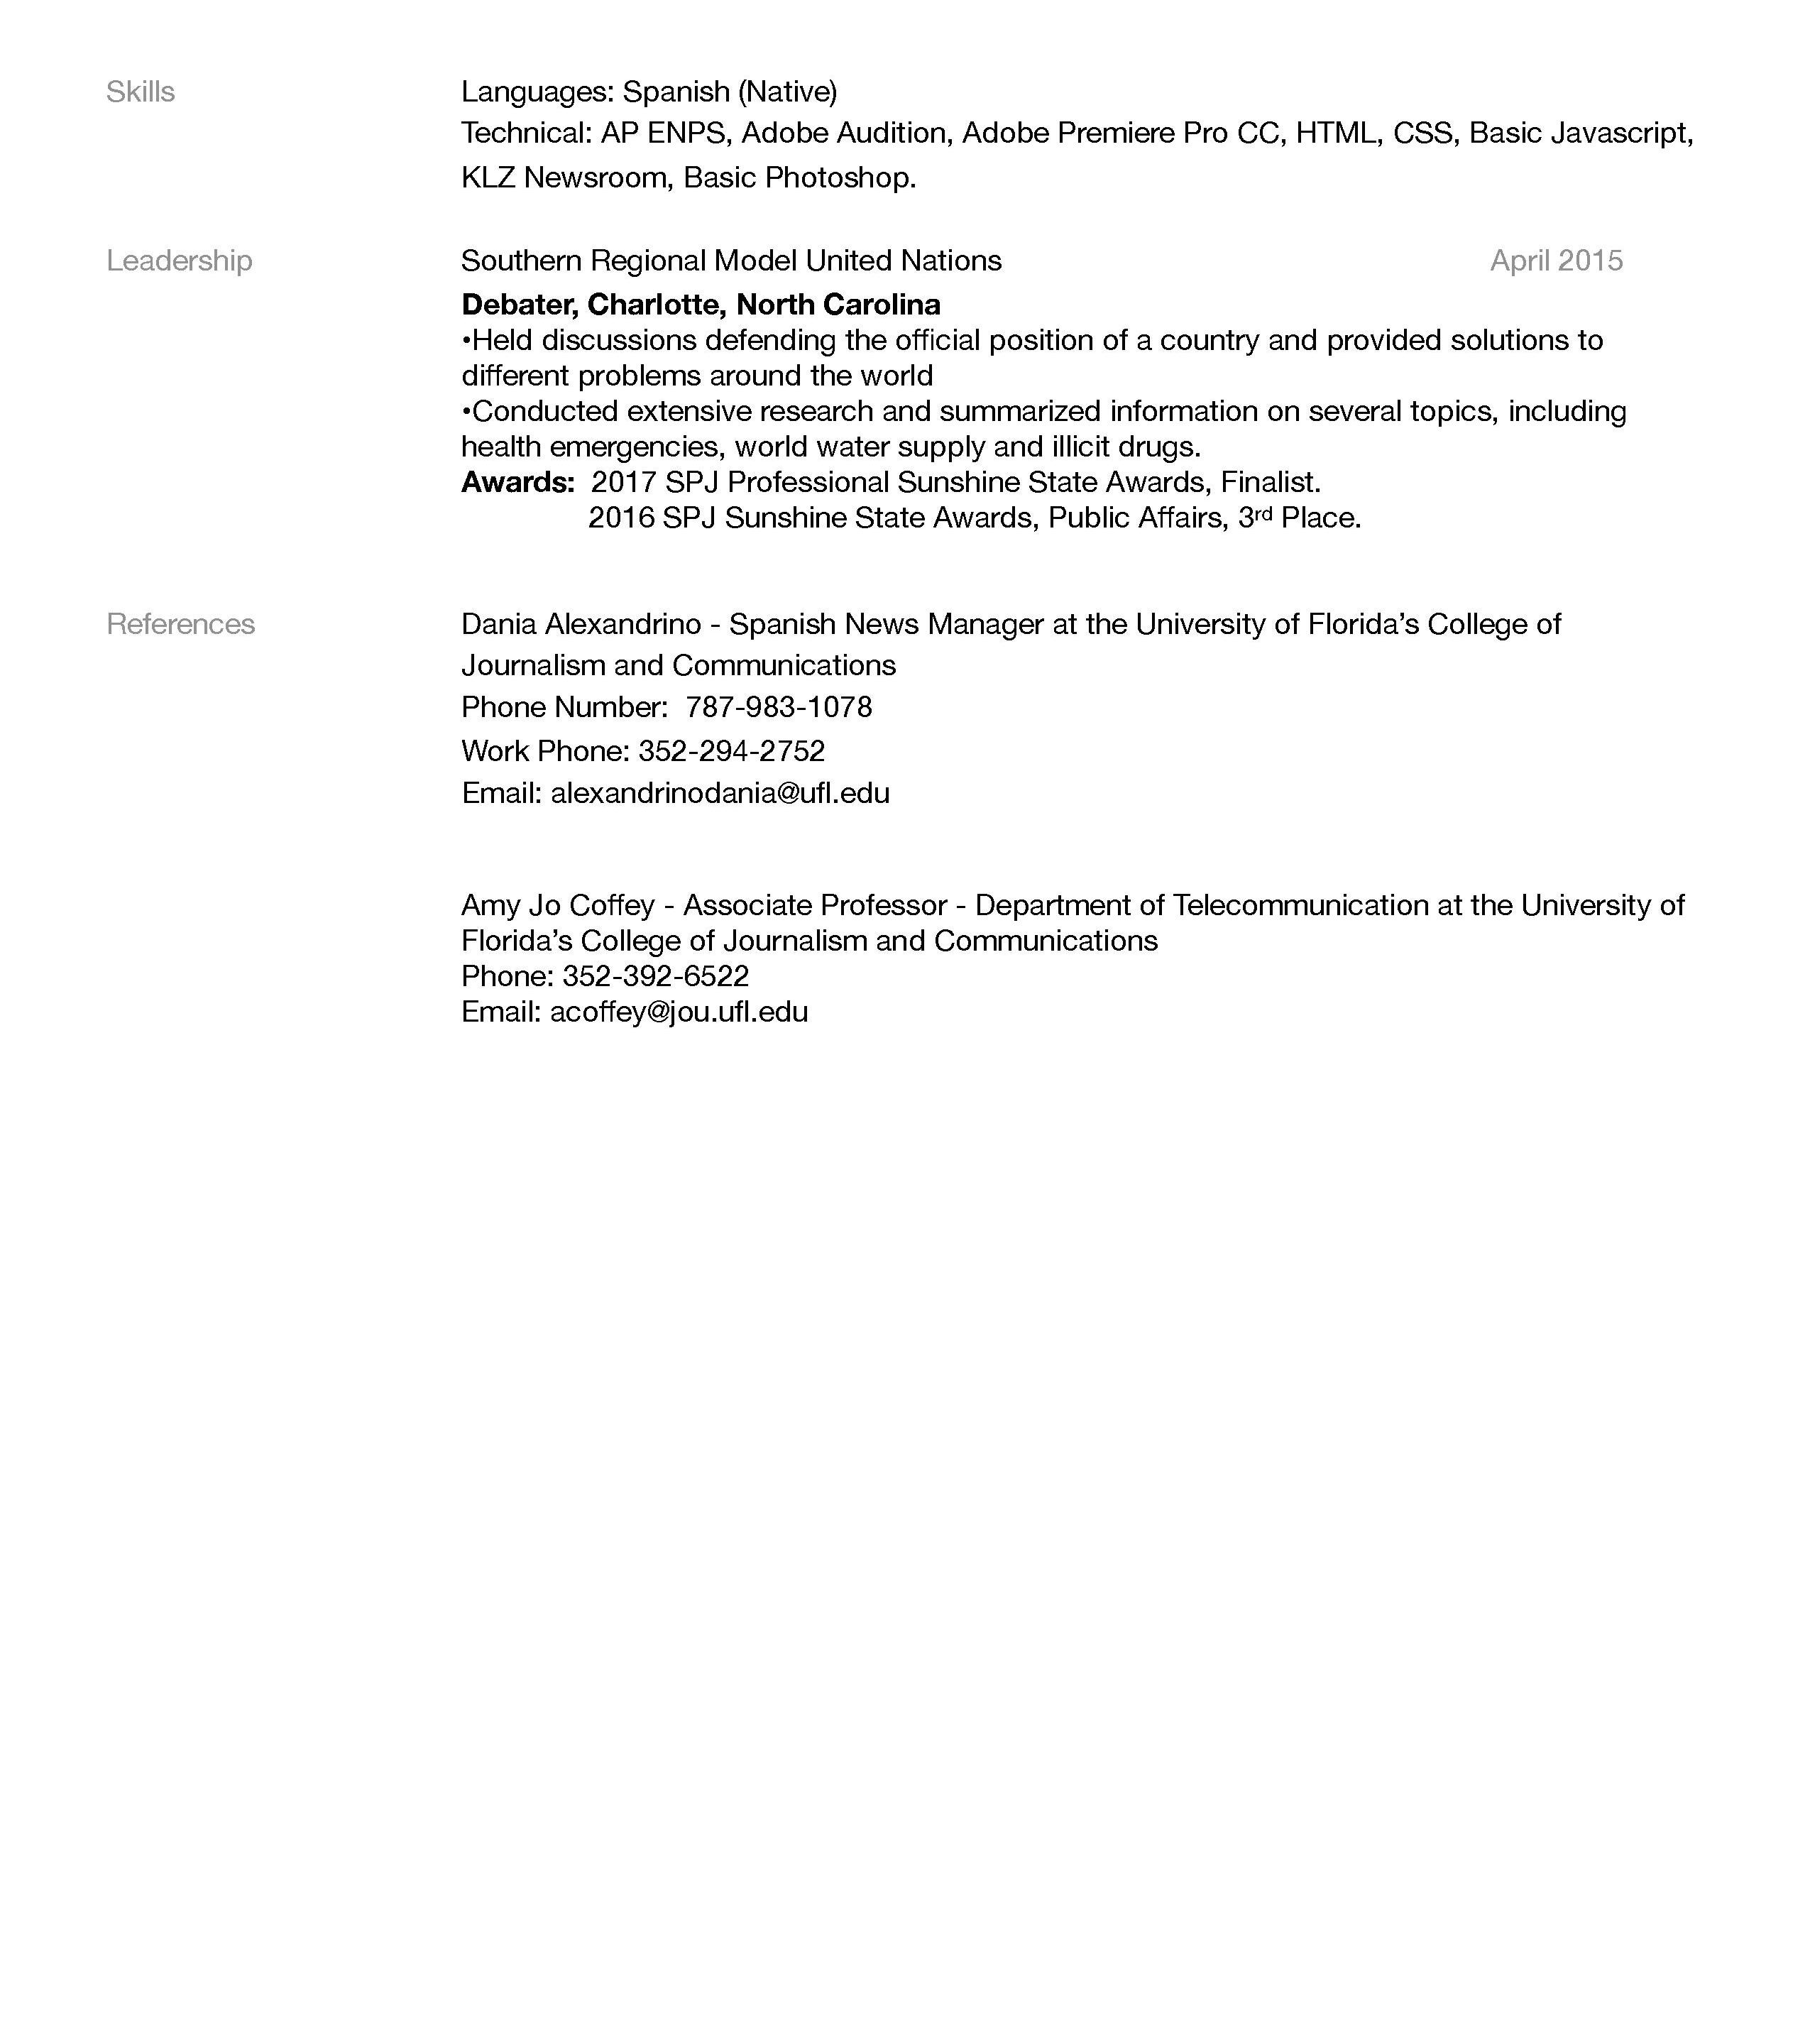 Skills
Languages: Spanish (Native)
Technical: AP ENPS, Adobe Audition, Adobe Premiere Pro CC, HTML, CSS, Basic Javascript,
KLZ Newsroom, Basic Photoshop.
Leadership
Southern Regional Model United Nations
April 2015
Debater, Charlotte, North Carolina
•Held discussions defending the official position of a country and provided solutions to
different problems around the world
•Conducted extensive research and summarized information on several topics, including
health emergencies, world water supply and illicit drugs.
Awards: 2017 SPJ Professional Sunshine State Awards, Finalist.
2016 SPJ Sunshine State Awards, Public Affairs, 3rd Place.
References
Dania Alexandrino - Spanish News Manager at the University of Florida’s College of
Journalism and Communications
Phone Number: 787-983-1078
Work Phone: 352-294-2752
Email: alexandrinodania@ufl.edu
Amy Jo Coffey - Associate Professor - Department of Telecommunication at the University of
Florida’s College of Journalism and Communications
Phone: 352-392-6522
Email: acoffey@jou.ufl.edu